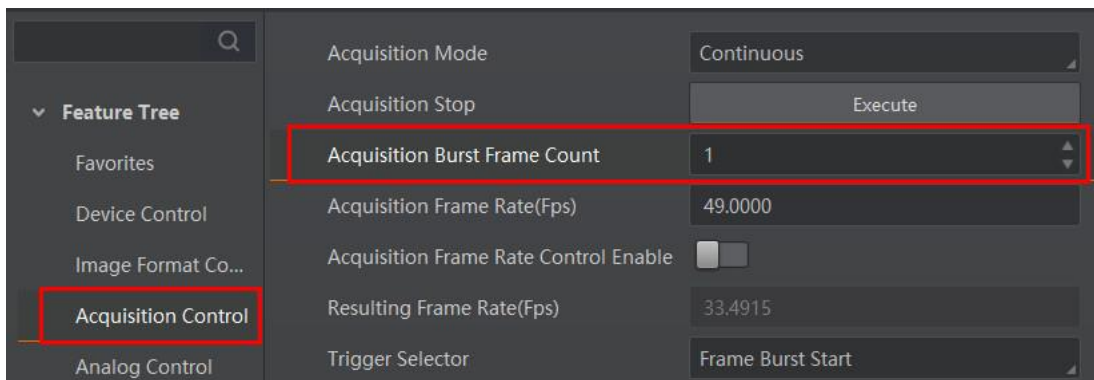 Feature Tree
Favorites
Device Control
Image Format Co...
Acquisition Control
Analog Control
Acquisition Mode Continuous
Acquisition Stop Execute
Acquisition Burst Frame Count 1
Acquisition Frame Rate(Fps) 49.0000
Acquisition Frame Rate Control Enable
Resulting Frame Rate(Fps) 33.4915
Trigger Selector Frame Burst Start